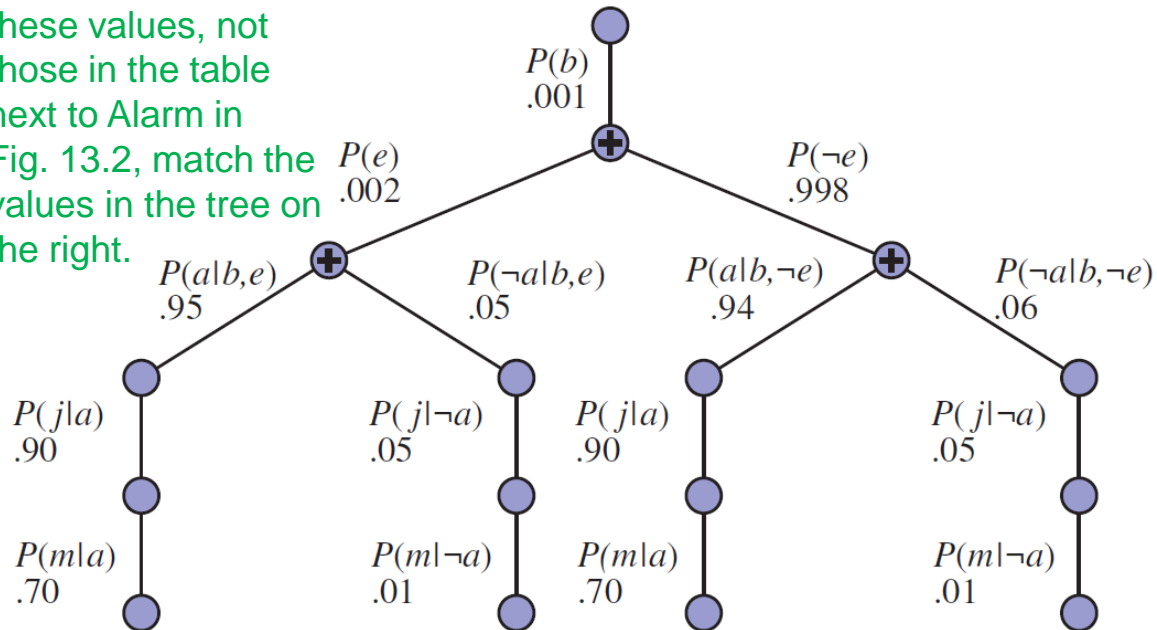 hese values, not
hose in the table
next to Alarm in
Fig. 13.2, match the
values in the tree on
he right.
P(b)
.001
P(e)
.002
P(¬e)
.998
P(a|b,e)
.95
P(¬a|b,e)
.05
P(a|b,¬e)
.94
P(¬a|b,¬e)
.06
P(j|a)
.90
P(j|¬a)
.05
P(j|a)
.90
P(j|¬a)
.05
P(m|a)
.70
P(m|¬a)
.01
P(m|a)
.70
P(m|¬a)
.01